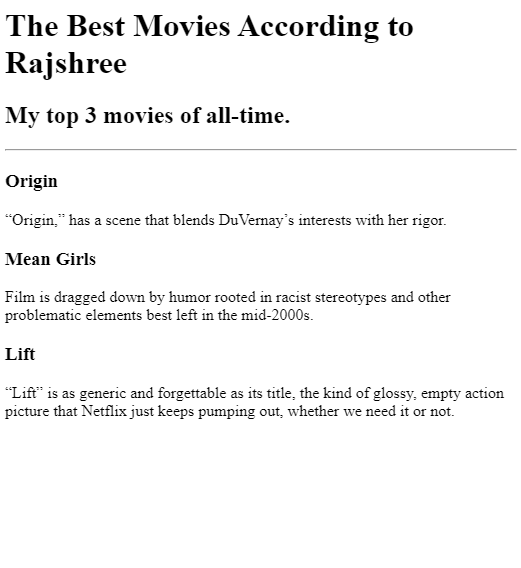 The Best Movies According to
Rajshree
My top 3 movies of all-time.
Origin
“Origin,” has a scene that blends DuVernay’s interests with her rigor.
Mean Girls
Film is dragged down by humor rooted in racist stereotypes and other
problematic elements best left in the mid-2000s.
Lift
“Lift” is as generic and forgettable as its title, the kind of glossy, empty action
picture that Netflix just keeps pumping out, whether we need it or not.